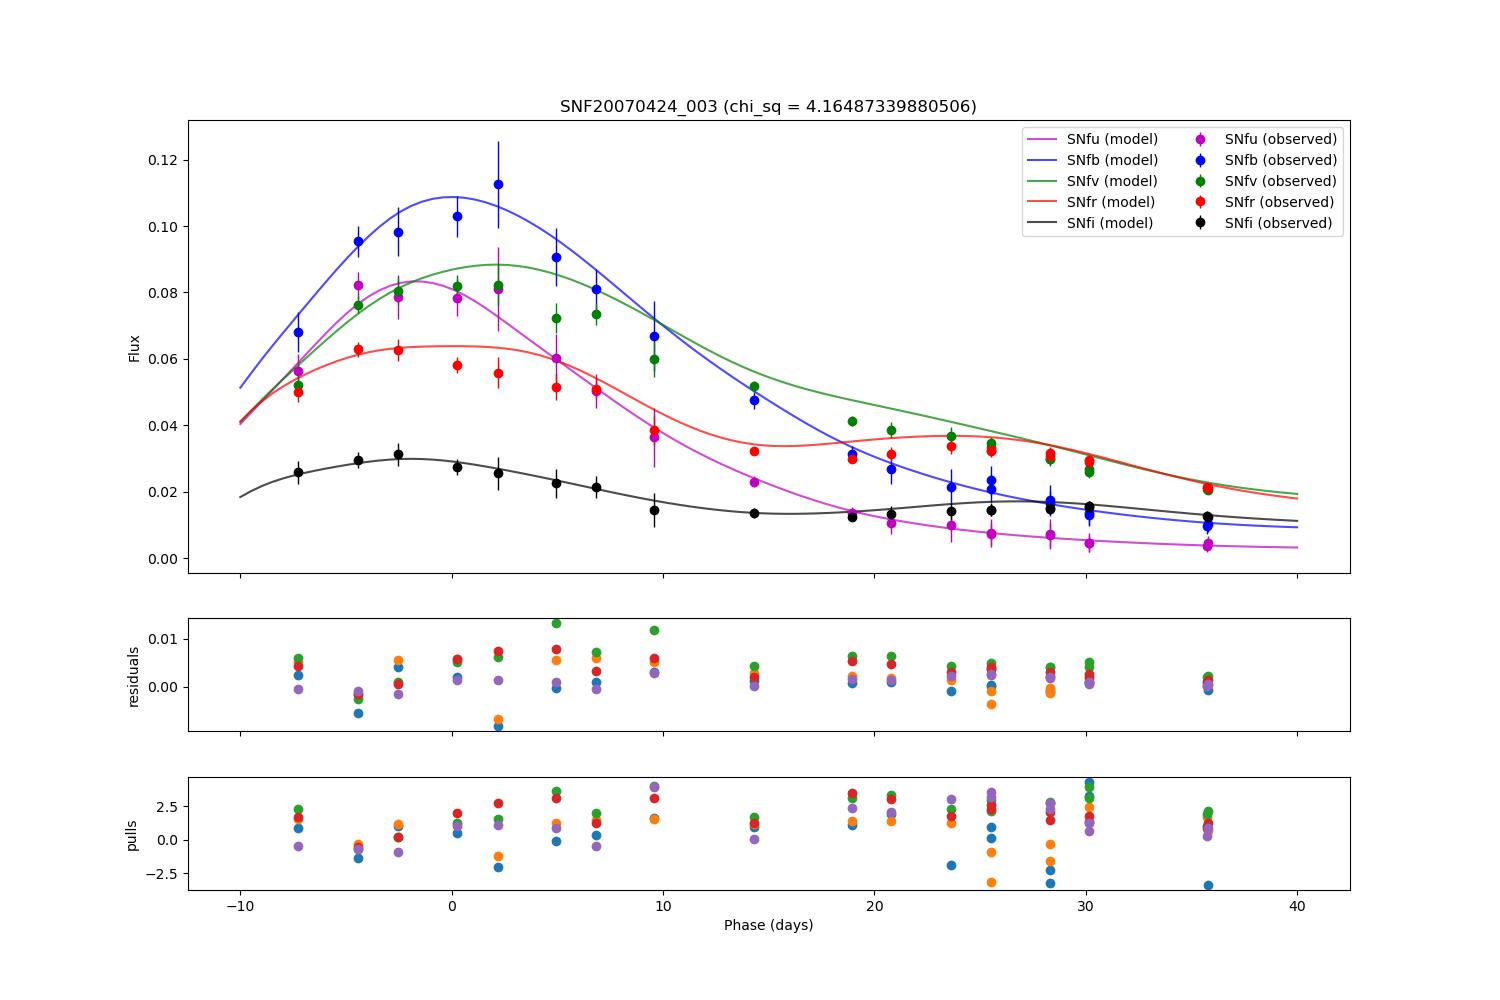 SNF20070424_003 (chi_sq = 4.16487339880506)
0.12
0.10
0.08
0.06
0.04
0.02
0.00
Flux
SNfu (model)
SNfb (model)
SNfv (model)
SNfr (model)
SNfi (model)
SNfu (observed)
SNfb (observed)
SNfv (observed)
SNfr (observed)
SNfi (observed)
0.01
0.00
residuals
2.5
0.0
−2.5
pulls
−10 0 10 20 30 40
Phase (days)